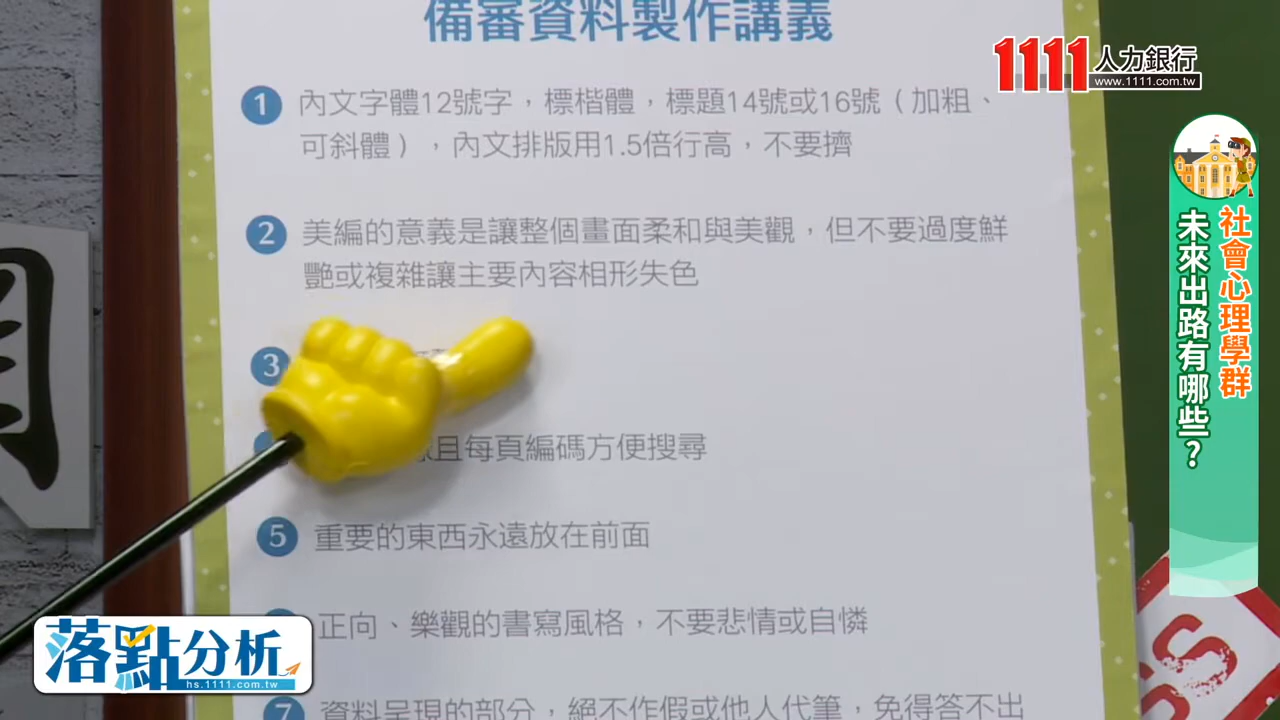 備審資料製作講義
1 內文字體12號字，標楷體，標題14號或16號（加粗、
可斜體），內文排版用1.5倍行高，不要擠
2 美編的意義是讓整個畫面柔和與美觀，但不要過度鮮
艷或複雜讓主要內容相形失色
3
且每頁編碼方便搜尋
5 重要的東西永遠放在前面
正向、樂觀的書寫風格，不要悲情或自憐
7 資料呈現的部分，絕不作假或他人代筆，免得答不出
1111 人力銀行
www.1111.com.tw
社會心理學群
未來出路有哪些？
落點分析
hs.1111.com.tw